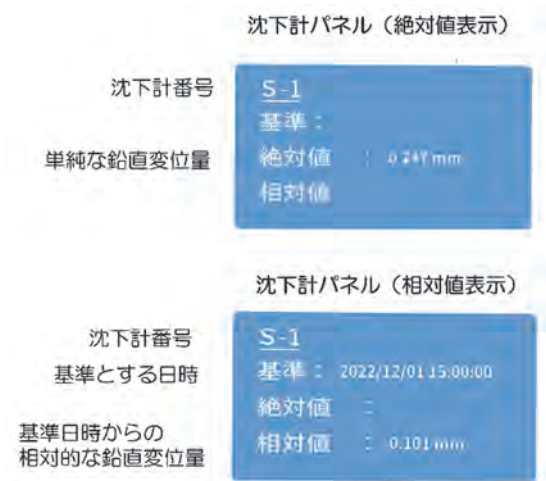 沈下計パネル（絶対値表示）
沈下計番号
S-1
基準：
単純な鉛直変位量
絶対値 ： 0.247 mm
相対値
沈下計パネル（相対値表示）
沈下計番号
S-1
基準とする日時
基準： 2022/12/01 15:00:00
絶対値 ：
基準日時からの
相対的な鉛直変位量
相対値 ： 0.101 mm